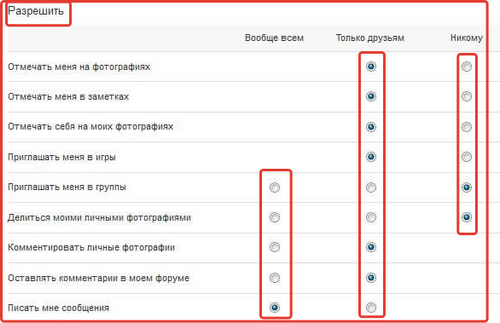 Разрешить
Вообще всем Только друзьям Никому
Отмечать меня на фотографиях
Отмечать меня в заметках
Отмечать себя на моих фотографиях
Приглашать меня в игры
Приглашать меня в группы
Делиться моими личными фотографиями
Комментировать личные фотографии
Оставлять комментарии в моем форуме
Писать мне сообщения